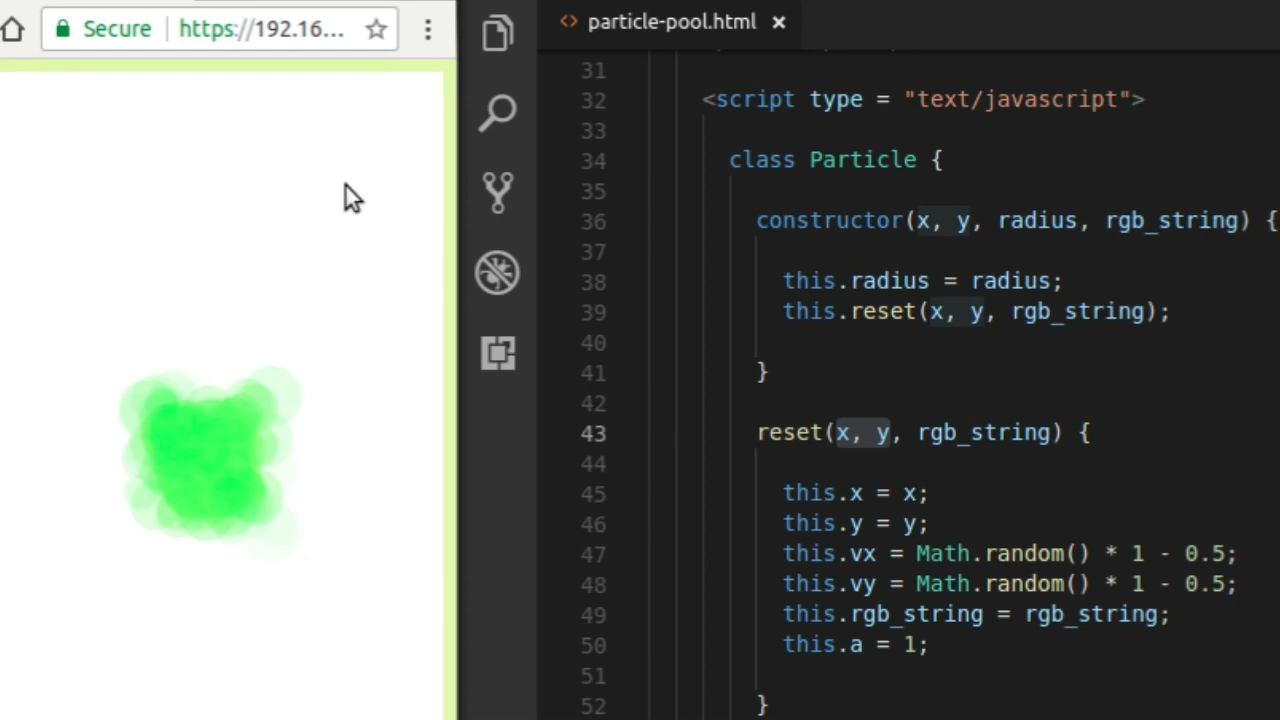 Secure https://192.16...
particle-pool.html
31
32 <script type = "text/javascript">
33
34 class Particle {
35
36 constructor(x, y, radius, rgb_string) {
37
38 this.radius = radius;
39 this.reset(x, y, rgb_string);
40
41 }
42
43 reset(x, y, rgb_string) {
44
45 this.x = x;
46 this.y = y;
47 this.vx = Math.random() * 1 - 0.5;
48 this.vy = Math.random() * 1 - 0.5;
49 this.rgb_string = rgb_string;
50 this.a = 1;
51
52 }